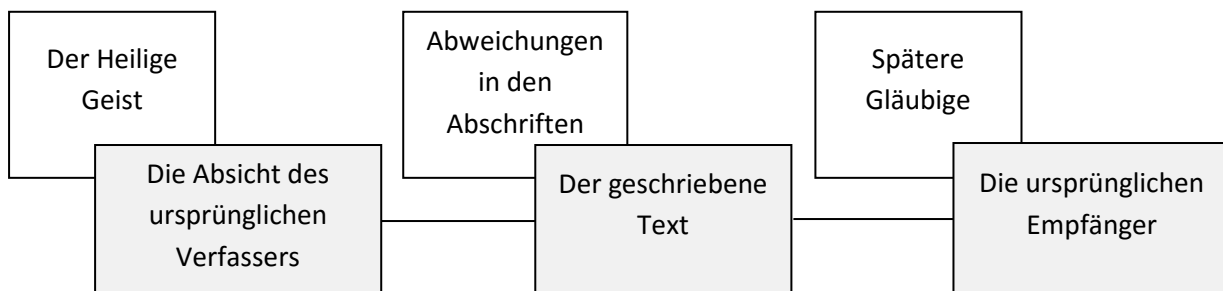 Der Heilige
Geist
Abweichungen
in den
Abschriften
Spätere
Gläubige
Die Absicht des
ursprünglichen
Verfassers
Der geschriebene
Text
Die ursprünglichen
Empfänger